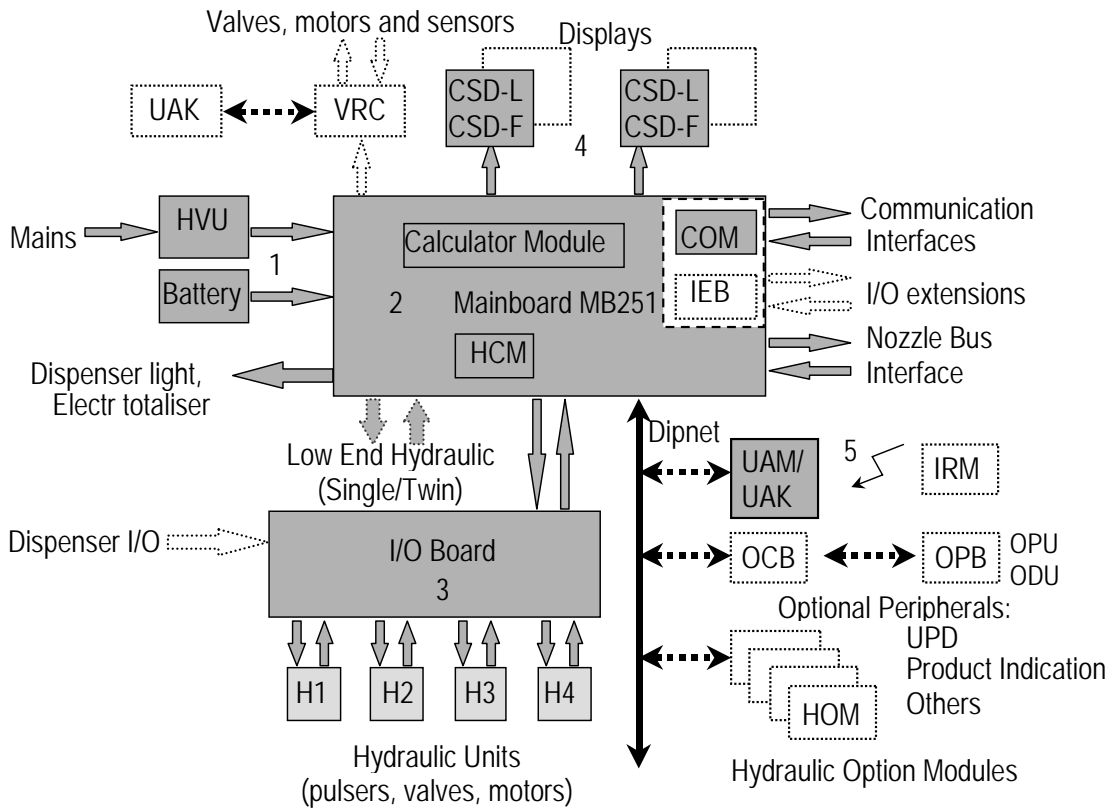 Valves, motors and sensors
Displays
UAK
VRC
CSD-L
CSD-F
CSD-L
CSD-F
4
Mains
HVU
Battery
1
Calculator Module
2
Mainboard MB251
HCM
COM
IEB
Communication
Interfaces
I/O extensions
Nozzle Bus
Interface
Dispenser light,
Electr totaliser
Low End Hydraulic
(Single/Twin)
Dipnet
UAM/
UAK
5
IRM
Dispenser I/O
I/O Board
3
OCB
OPB
OPU
ODU
Optional Peripherals:
UPD
Product Indication
Others
HOM
H1
H2
H3
H4
Hydraulic Units
(pulsers, valves, motors)
Hydraulic Option Modules